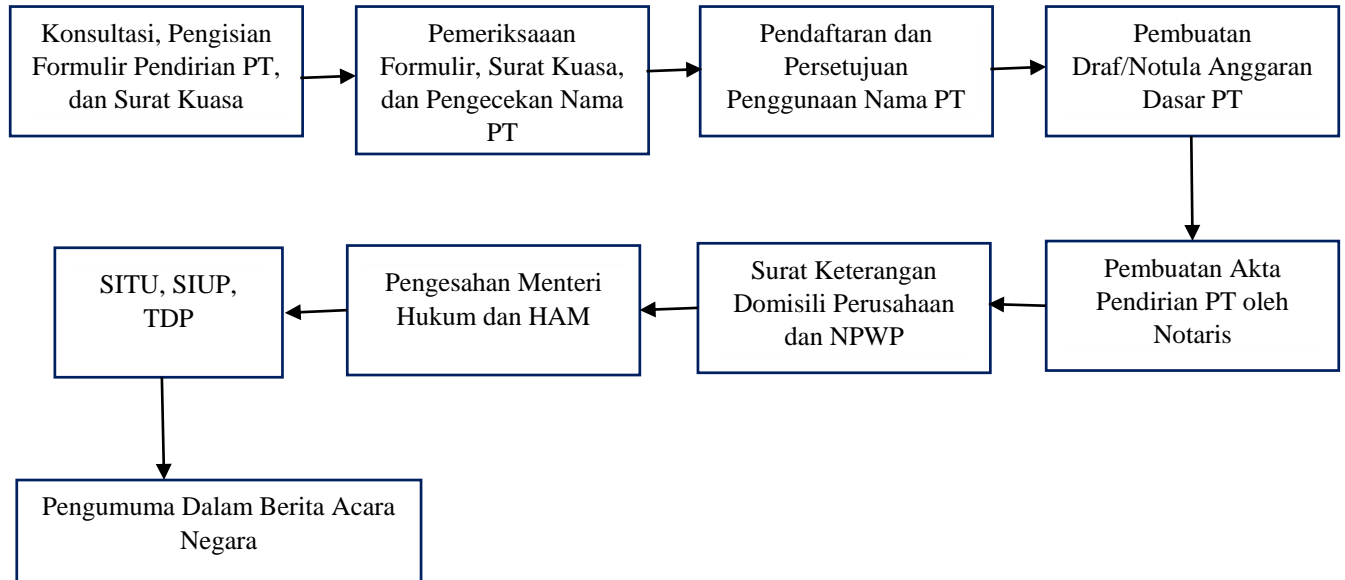 Konsultasi, Pengisian
Formulir Pendirian PT,
dan Surat Kuasa
Pemeriksaaan
Formulir, Surat Kuasa,
dan Pengecekan Nama
PT
Pendaftaran dan
Persetujuan
Penggunaan Nama PT
Pembuatan
Draf/Notula Anggaran
Dasar PT
Pembuatan Akta
Pendirian PT oleh
Notaris
Surat Keterangan
Domisili Perusahaan
dan NPWP
Pengesahan Menteri
Hukum dan HAM
SITU, SIUP,
TDP
Pengumuma Dalam Berita Acara
Negara